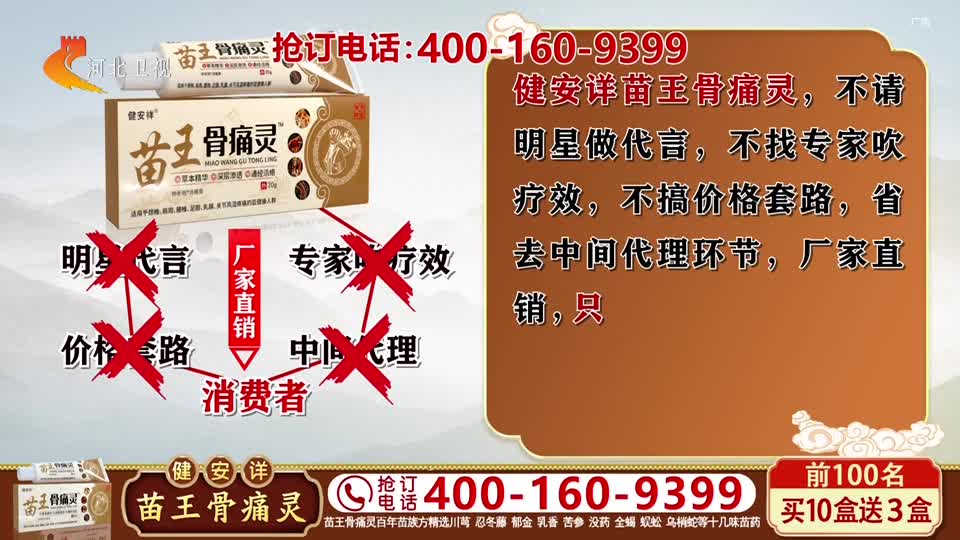 广告
河北卫视
抢订电话:400-160-9399
健安祥®
苗王骨痛灵™
MIAO WANG GU TONG LING
草本精华 深层渗透 通经活络
20g
明星代言
专家吹疗效
厂家直销
价格套路
中间代理
消费者
健安详苗王骨痛灵，不请
明星做代言，不找专家吹
疗效，不搞价格套路，省
去中间代理环节，厂家直
销，只
健安详
苗王骨痛灵
抢订电话 400-160-9399
苗王骨痛灵百年苗族方精选川芎 忍冬藤 郁金 乳香 苦参 没药 全蝎 蜈蚣 乌梢蛇等十几味苗药
前100名
买10盒送3盒